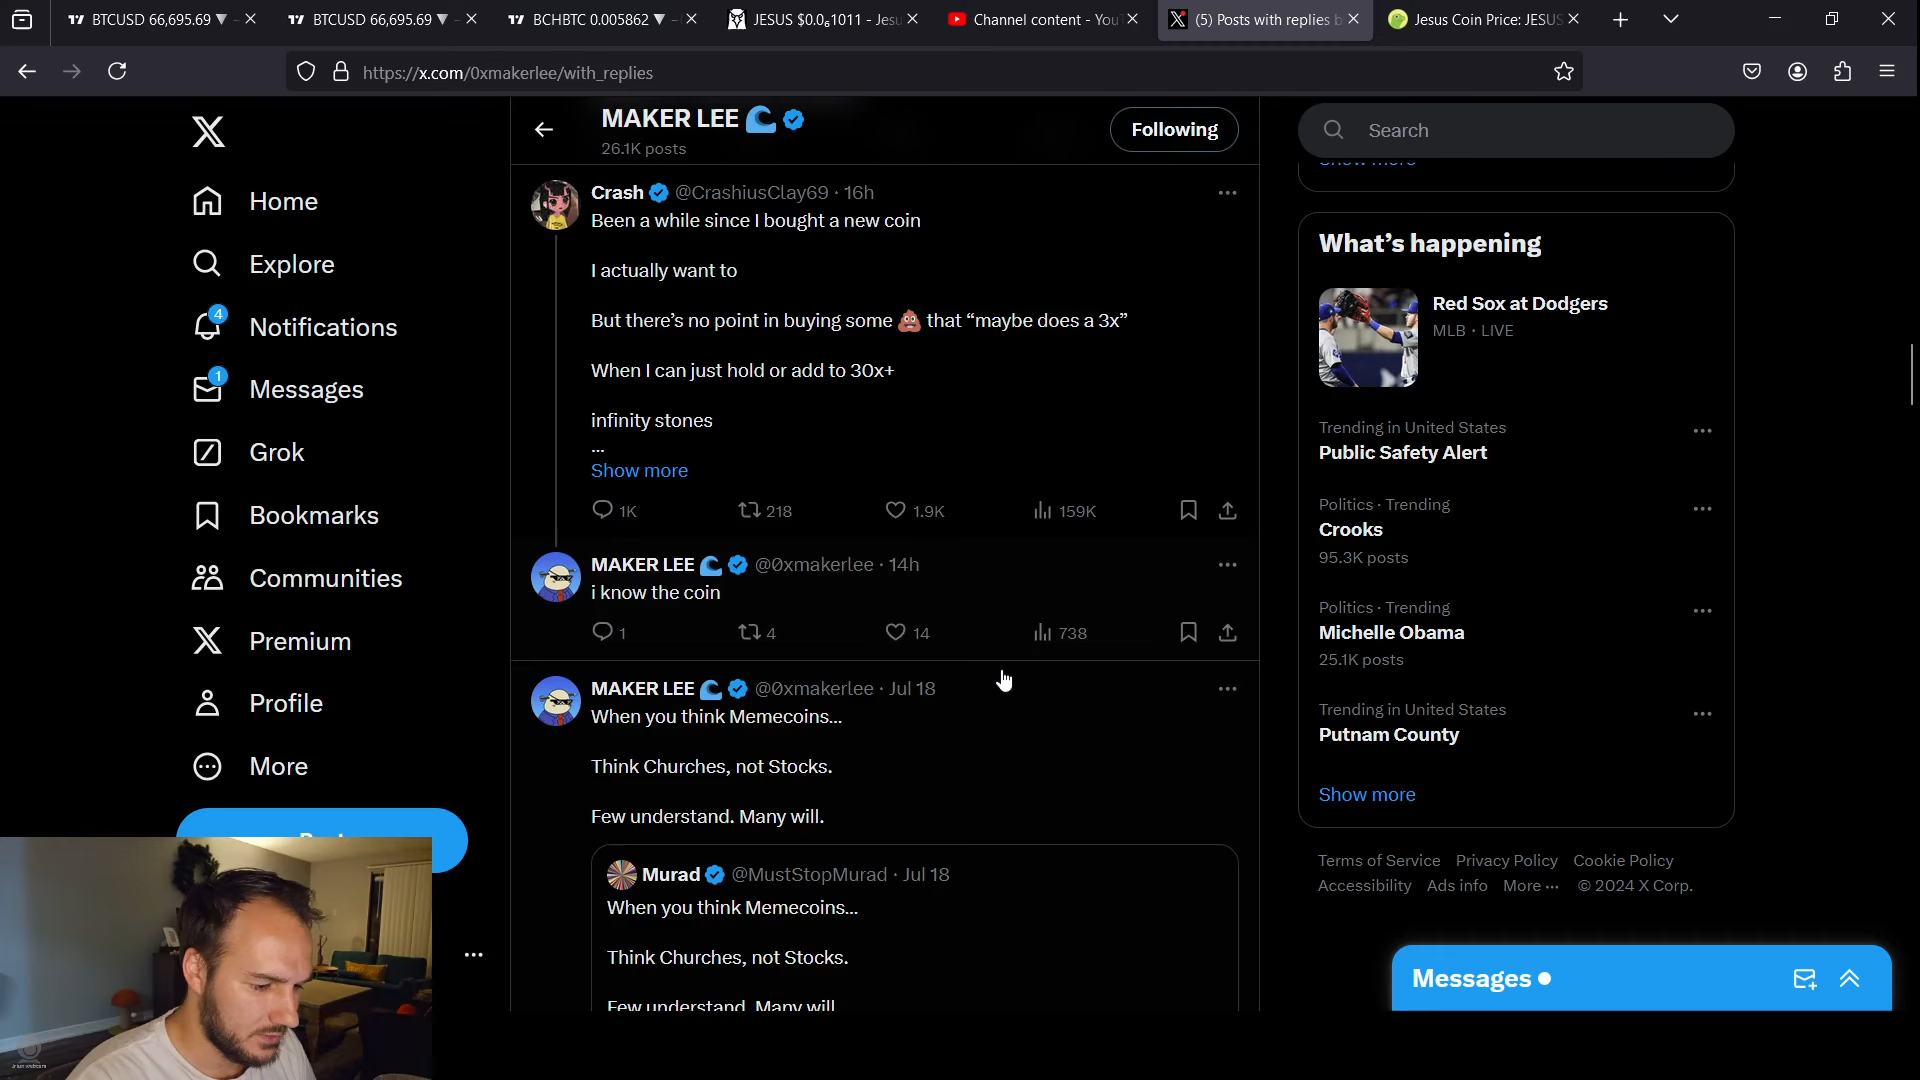 BTCUSD 66,695.69 ▼
BTCUSD 66,695.69 ▼
BCHBTC 0.005862 ▼
JESUS $0.0₆1011 - Jesu
Channel content - You
(5) Posts with replies b
Jesus Coin Price: JESUS
https://x.com/0xmakerlee/with_replies
MAKER LEE 🌊
26.1K posts
Following
Search
Home
Explore
4
Notifications
1
Messages
Grok
Bookmarks
Communities
Premium
Profile
More
Crash @CrashiusClay69 · 16h
Been a while since I bought a new coin
I actually want to
But there’s no point in buying some 💩 that “maybe does a 3x”
When I can just hold or add to 30x+
infinity stones
...
Show more
1K 218 1.9K 159K
MAKER LEE 🌊 @0xmakerlee · 14h
i know the coin
1 4 14 738
MAKER LEE 🌊 @0xmakerlee · Jul 18
When you think Memecoins...
Think Churches, not Stocks.
Few understand. Many will.
Murad @MustStopMurad · Jul 18
When you think Memecoins...
Think Churches, not Stocks.
Few understand. Many will.
Show more
What’s happening
Red Sox at Dodgers
MLB · LIVE
Trending in United States
Public Safety Alert
Politics · Trending
Crooks
95.3K posts
Politics · Trending
Michelle Obama
25.1K posts
Trending in United States
Putnam County
Show more
Terms of Service Privacy Policy Cookie Policy
Accessibility Ads info More ··· © 2024 X Corp.
Messages